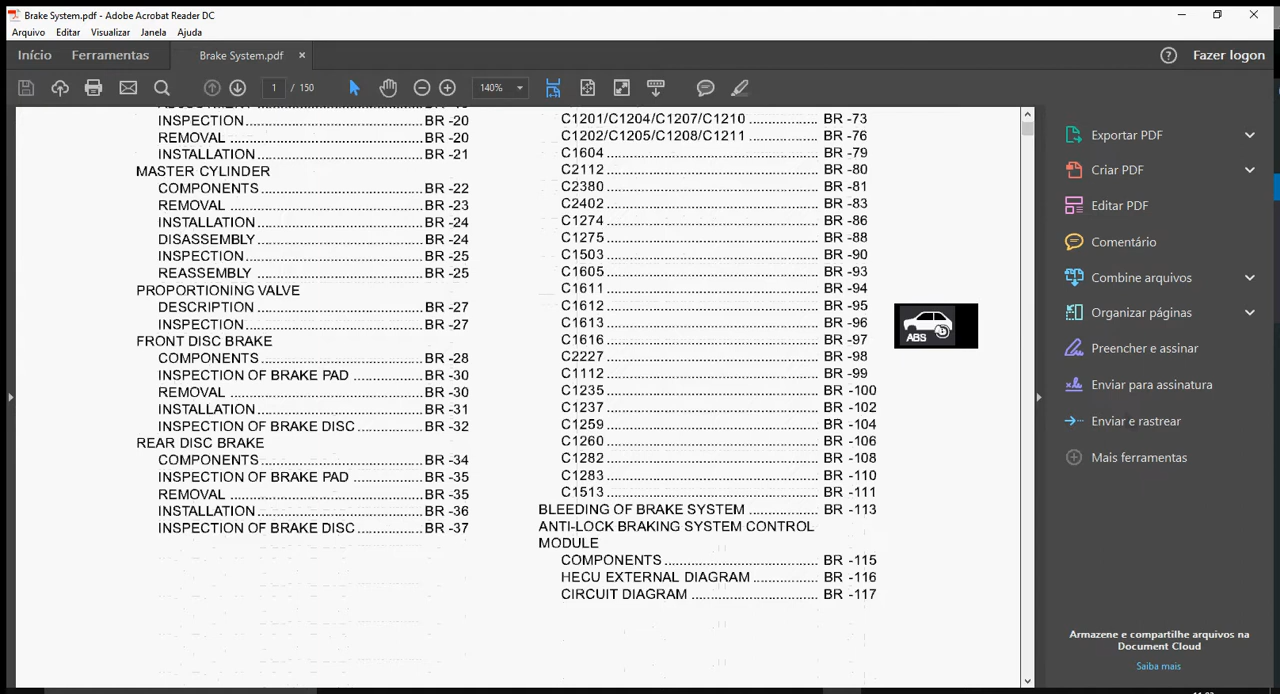 Brake System.pdf - Adobe Acrobat Reader DC
Arquivo Editar Visualizar Janela Ajuda
Início Ferramentas Brake System.pdf × Fazer logon
1 / 150 140%
INSPECTION BR -20
REMOVAL BR -20
INSTALLATION BR -21
MASTER CYLINDER
COMPONENTS BR -22
REMOVAL BR -23
INSTALLATION BR -24
DISASSEMBLY BR -24
INSPECTION BR -25
REASSEMBLY BR -25
PROPORTIONING VALVE
DESCRIPTION BR -27
INSPECTION BR -27
FRONT DISC BRAKE
COMPONENTS BR -28
INSPECTION OF BRAKE PAD BR -30
REMOVAL BR -30
INSTALLATION BR -31
INSPECTION OF BRAKE DISC BR -32
REAR DISC BRAKE
COMPONENTS BR -34
INSPECTION OF BRAKE PAD BR -35
REMOVAL BR -35
INSTALLATION BR -36
INSPECTION OF BRAKE DISC BR -37
C1201/C1204/C1207/C1210 BR -73
C1202/C1205/C1208/C1211 BR -76
C1604 BR -79
C2112 BR -80
C2380 BR -81
C2402 BR -83
C1274 BR -86
C1275 BR -88
C1503 BR -90
C1605 BR -93
C1611 BR -94
C1612 BR -95
C1613 BR -96
C1616 BR -97
C2227 BR -98
C1112 BR -99
C1235 BR -100
C1237 BR -102
C1259 BR -104
C1260 BR -106
C1282 BR -108
C1283 BR -110
C1513 BR -111
BLEEDING OF BRAKE SYSTEM BR -113
ANTI-LOCK BRAKING SYSTEM CONTROL
MODULE
COMPONENTS BR -115
HECU EXTERNAL DIAGRAM BR -116
CIRCUIT DIAGRAM BR -117
ABS
Exportar PDF
Criar PDF
Editar PDF
Comentário
Combine arquivos
Organizar páginas
Preencher e assinar
Enviar para assinatura
Enviar e rastrear
Mais ferramentas
Armazene e compartilhe arquivos na
Document Cloud
Saiba mais